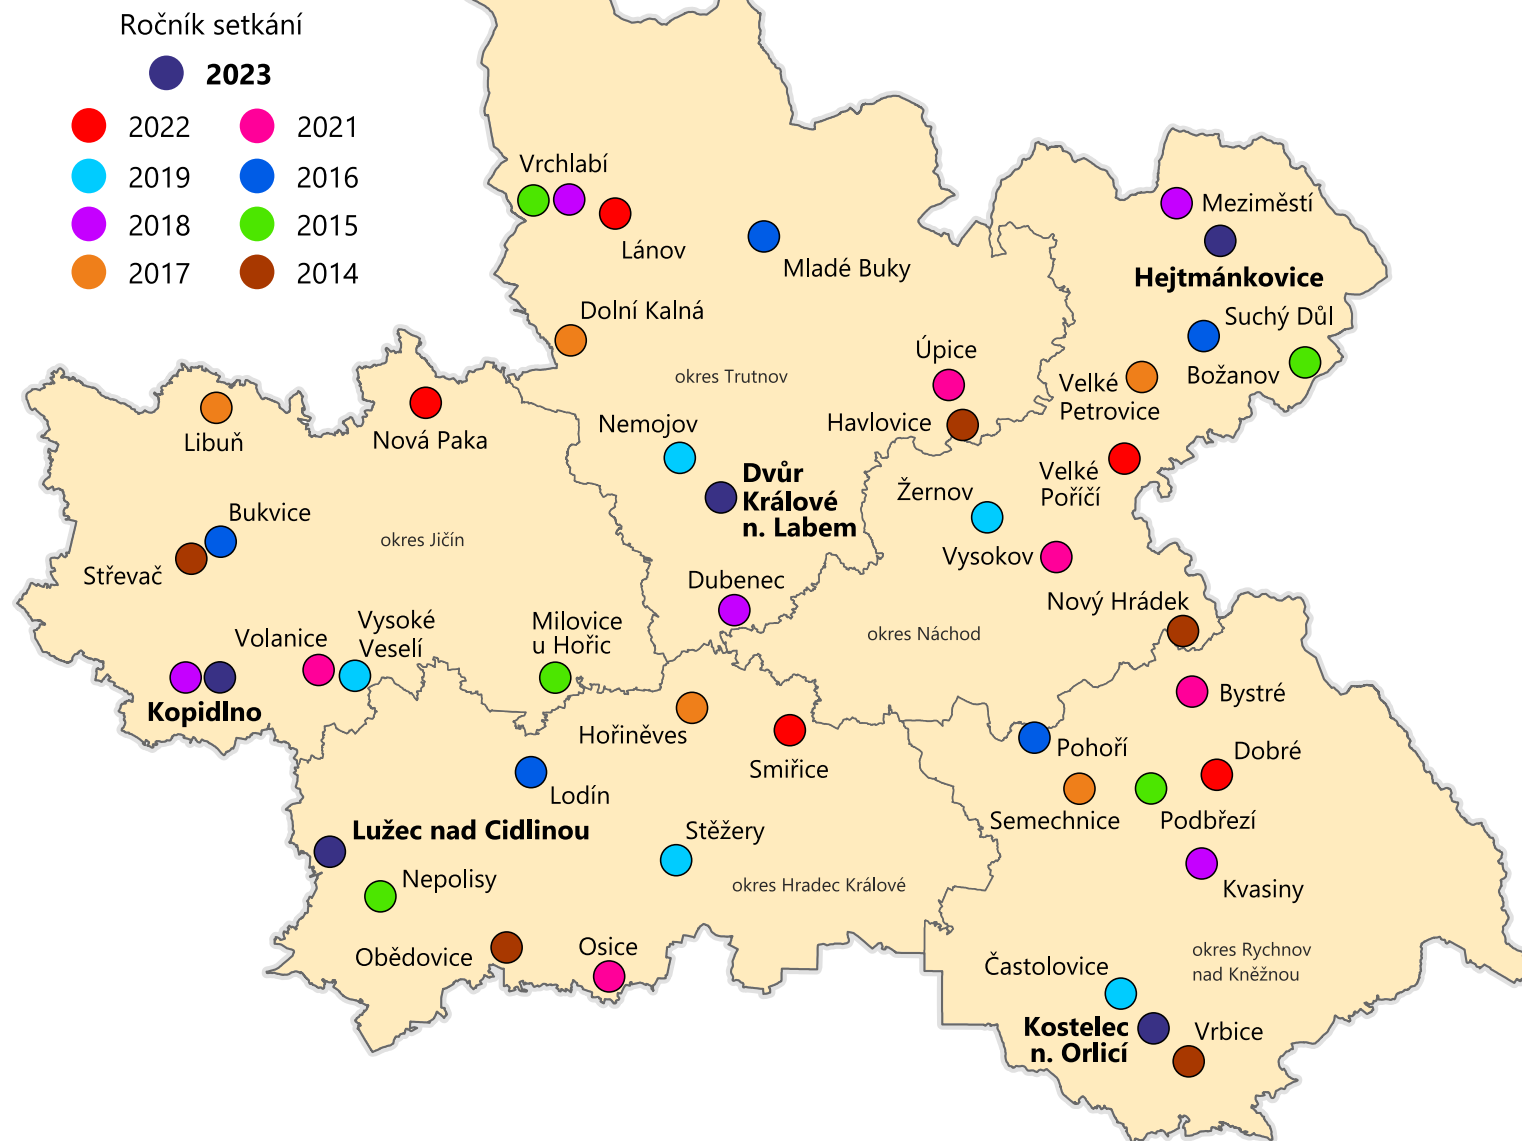 Ročník setkání
2023
2022 2021
2019 2016
2018 2015
2017 2014
Vrchlabí
Lánov
Mladé Buky
Meziměstí
Hejtmánkovice
Dolní Kalná
Suchý Důl
Božanov
Úpice
okres Trutnov
Velké
Petrovice
Havlovice
Nemojov
Libuň
Nová Paka
Dvůr
Králové
n. Labem
Velké
Poříčí
Žernov
Bukvice
okres Jičín
Vysokov
Střevač
Dubenec
Nový Hrádek
Volanice
Vysoké
Veselí
Milovice
u Hořic
okres Náchod
Kopidlno
Bystré
Hořiněves
Pohoří
Dobré
Smiřice
Lodín
Semechnice
Podbřezí
Lužec nad Cidlinou
Stěžery
Nepolisy
okres Hradec Králové
Kvasiny
Obědovice
Osice
okres Rychnov
nad Kněžnou
Častolovice
Kostelec
n. Orlicí
Vrbice